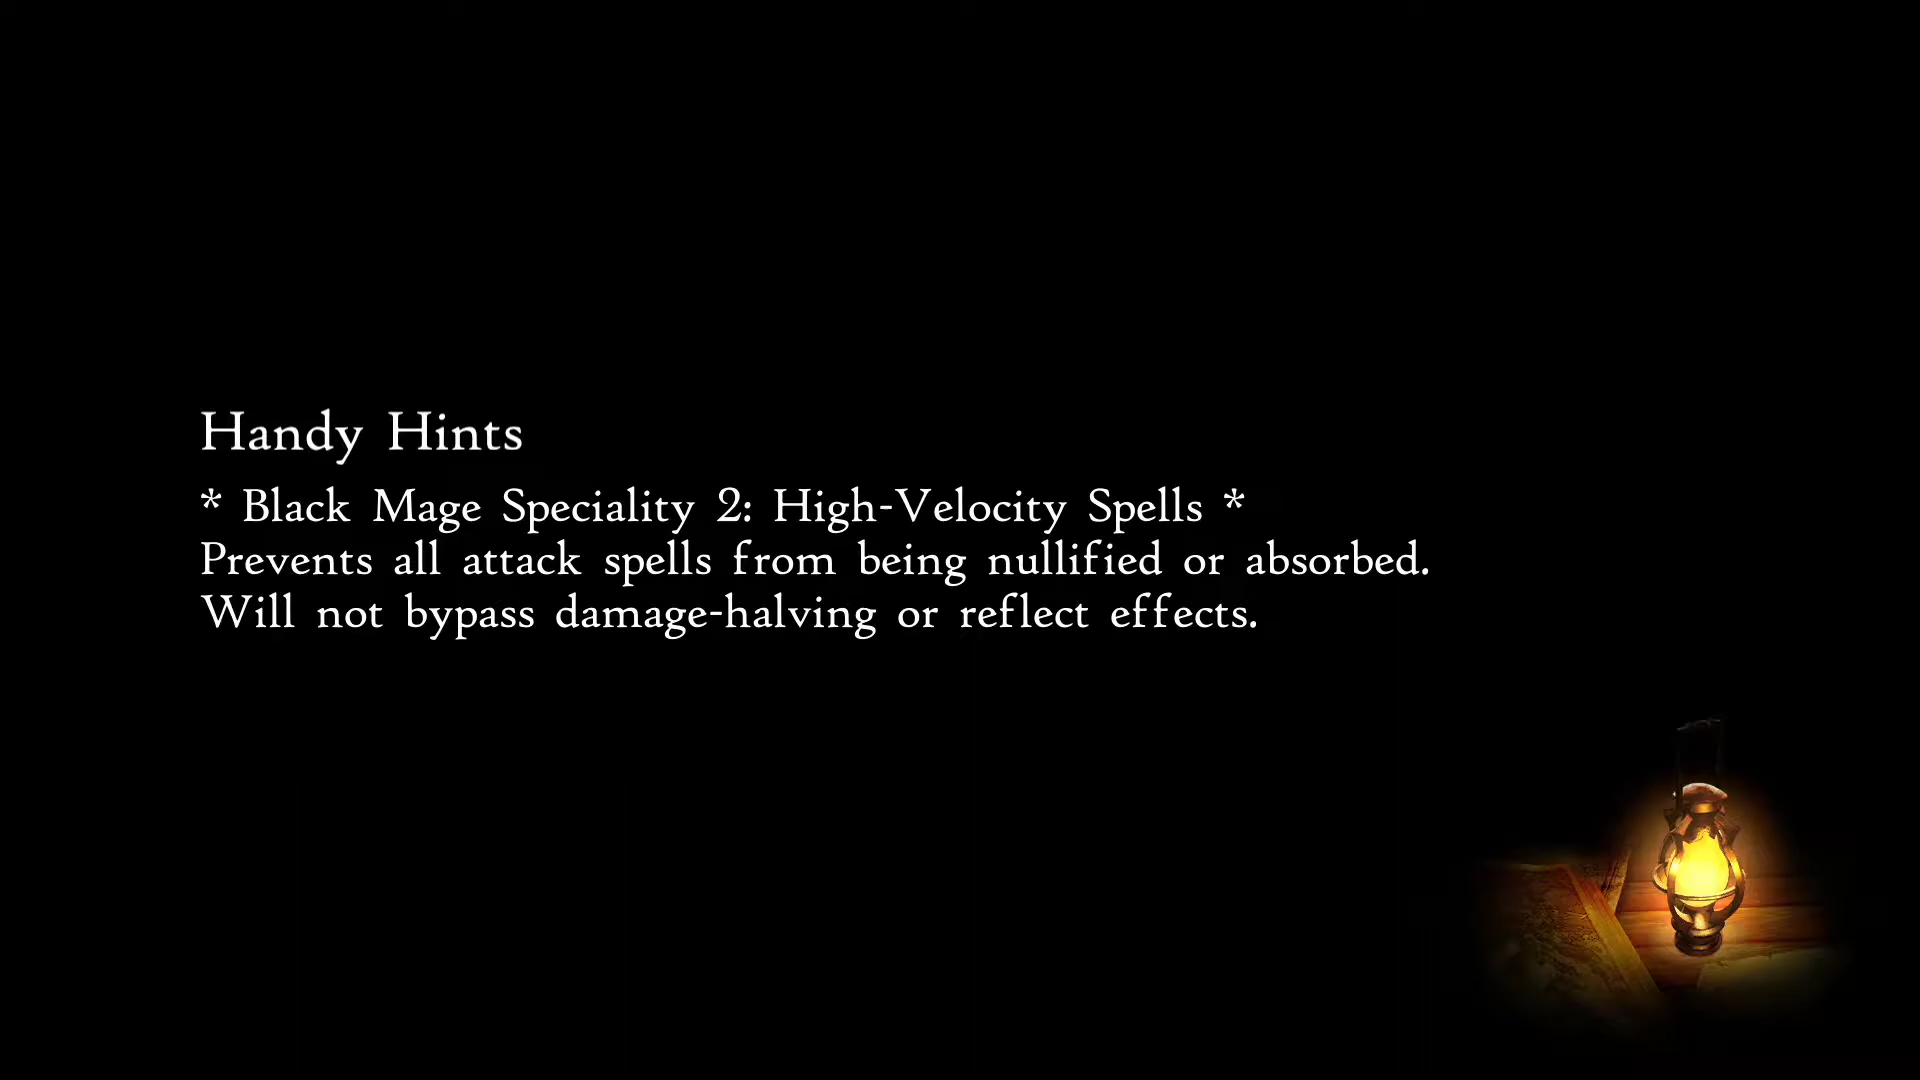 Handy Hints
* Black Mage Speciality 2: High-Velocity Spells *
Prevents all attack spells from being nullified or absorbed.
Will not bypass damage-halving or reflect effects.